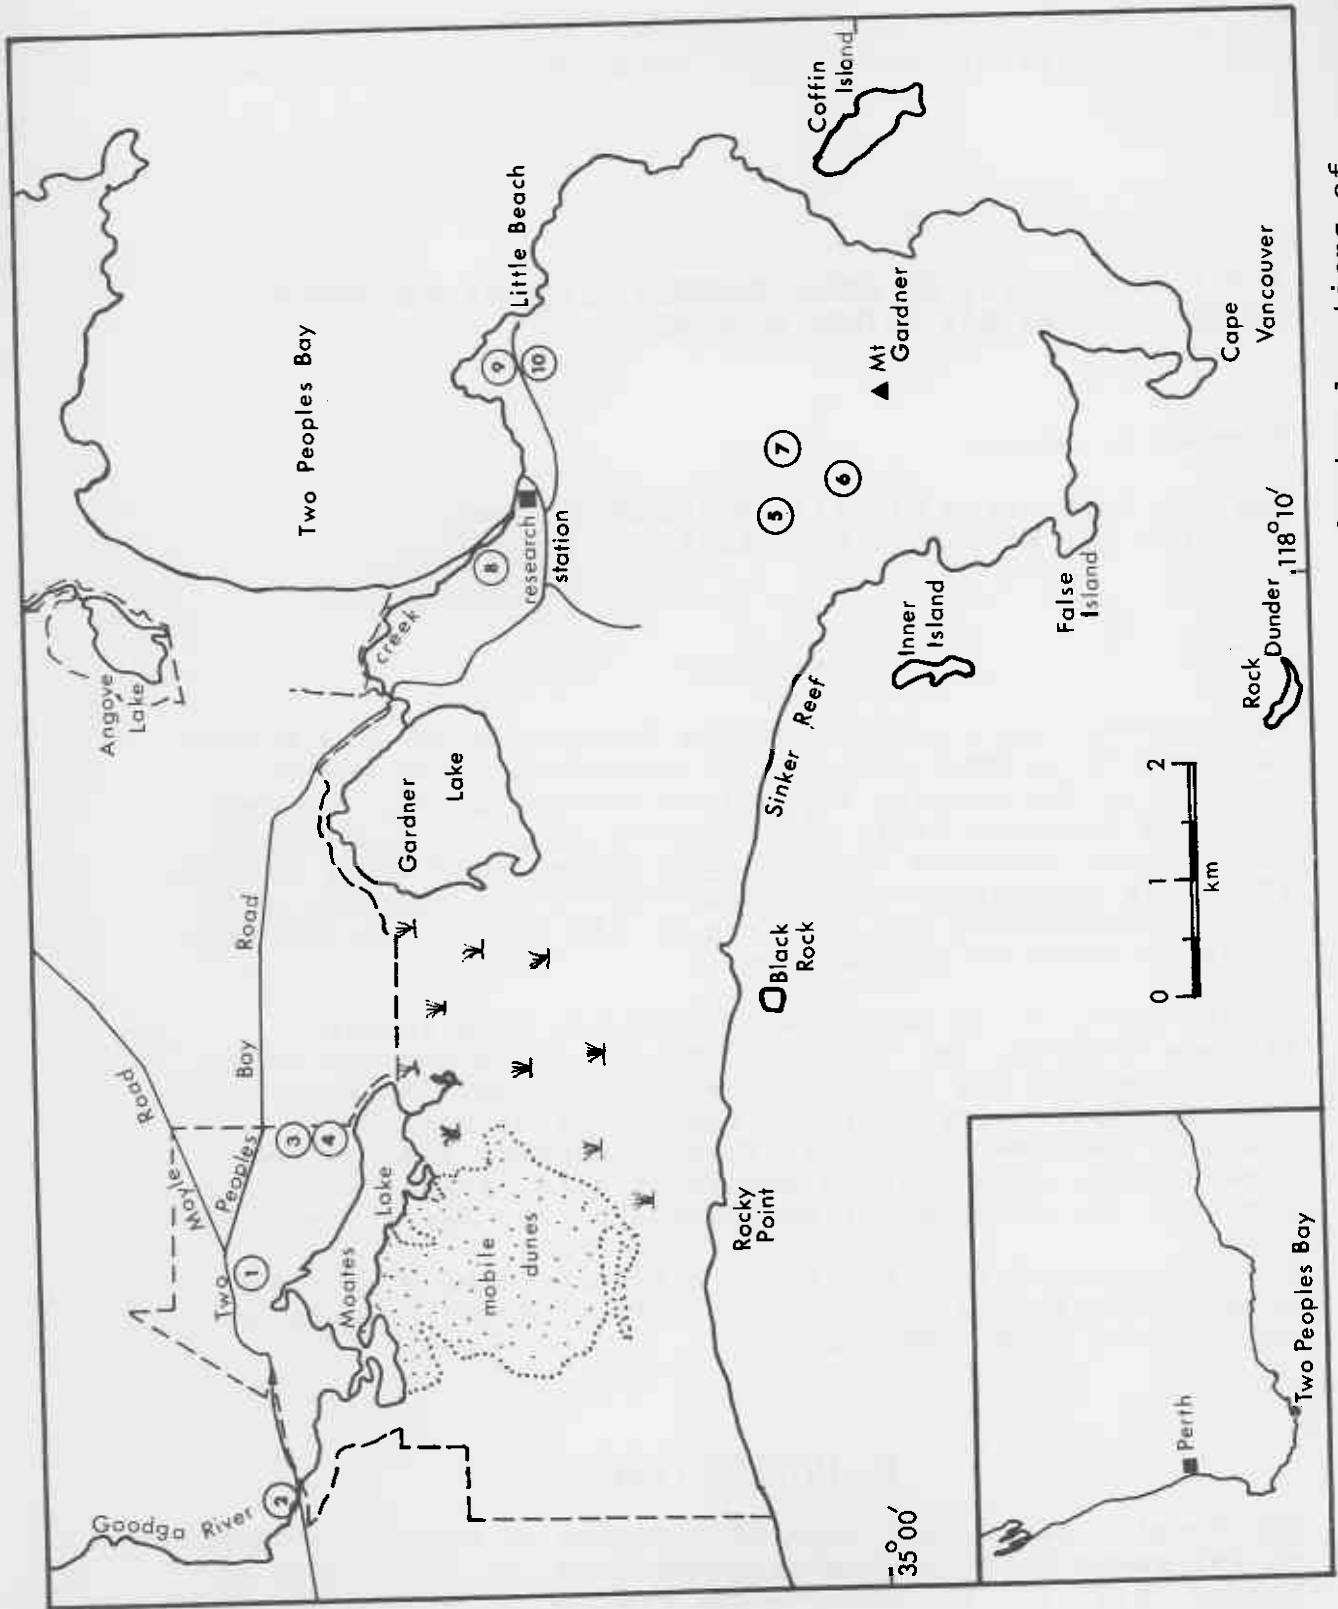 Coffin
Island
Little Beach
Two Peoples Bay
Mt
Gardner
Cape
Vancouver
9
10
7
6
5
8
research
station
118°10′
False
Island
Inner
Island
Rock
Dunder
Creek
Angove
Lake
Sinker Reef
Gardner
Lake
Black
Rock
0 1 2
km
Moyle Road
Two Peoples Bay Road
3
4
1
2
Moates Lake
mobile
dunes
Rocky
Point
Goodga River
35°00′
Perth
Two Peoples Bay
of